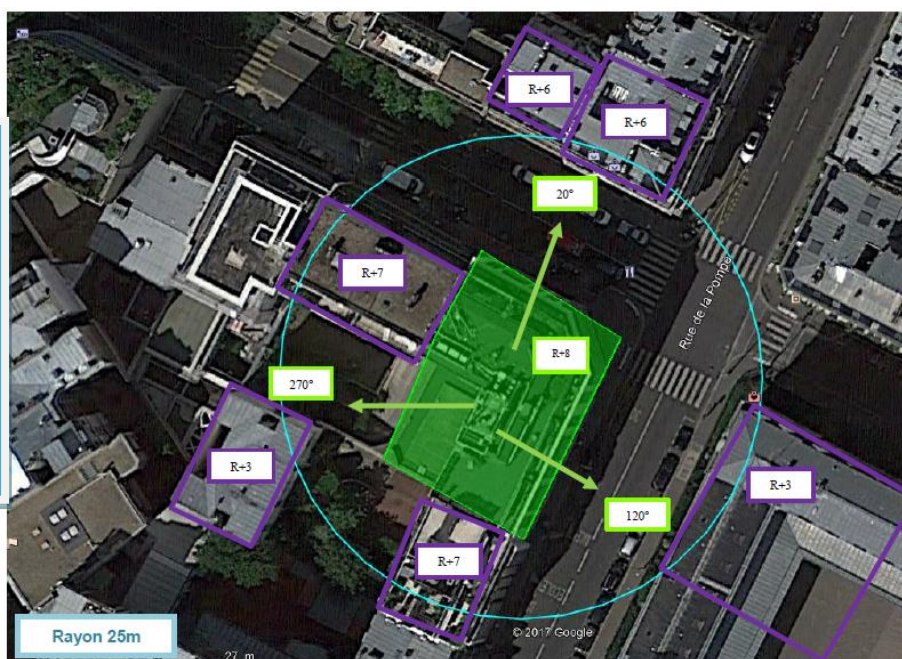 R+6
R+6
20°
Rue de la Pompe
R+7
R+8
270°
R+3
R+3
120°
R+7
© 2017 Google
Rayon 25m
27 m